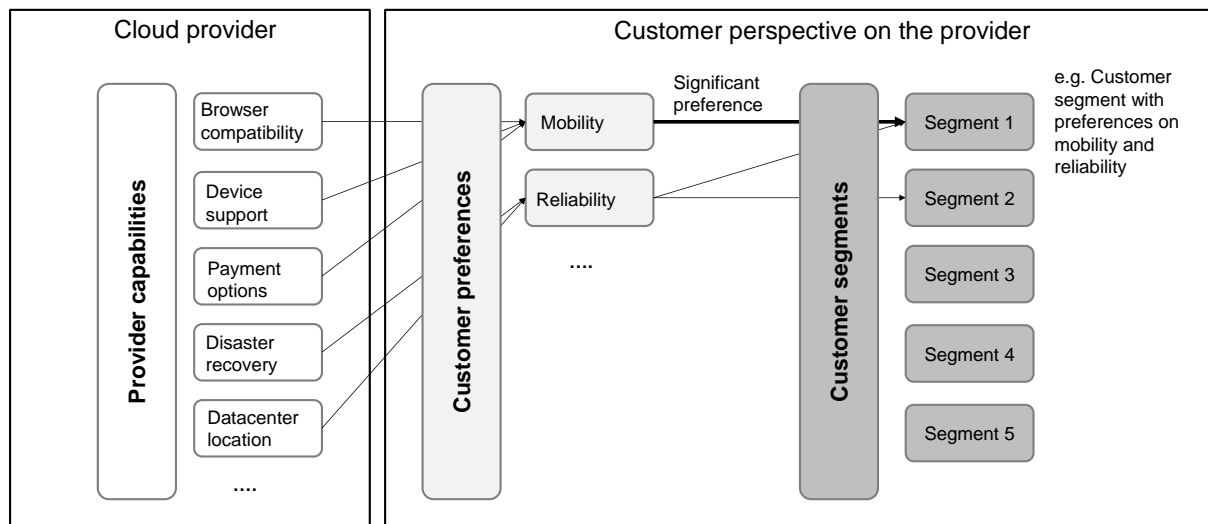 Cloud provider
Customer perspective on the provider
Provider capabilities
Browser
compatibility
Device
support
Payment
options
Disaster
recovery
Datacenter
location
....
Customer preferences
Mobility
Reliability
....
Significant
preference
Customer segments
Segment 1
Segment 2
Segment 3
Segment 4
Segment 5
e.g. Customer
segment with
preferences on
mobility and
reliability